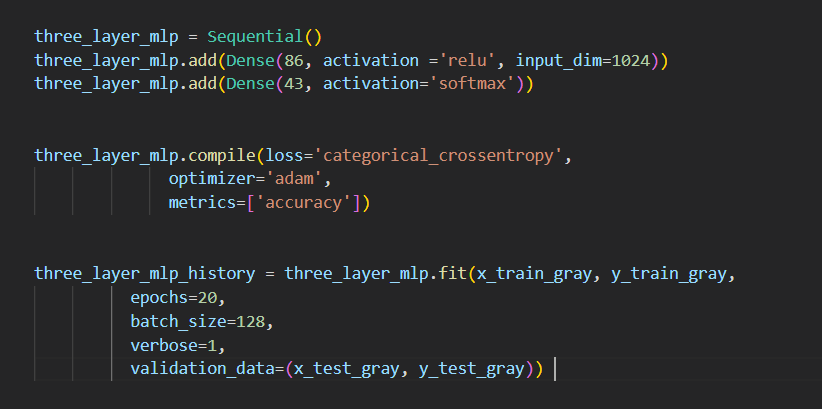 three_layer_mlp = Sequential()
three_layer_mlp.add(Dense(86, activation ='relu', input_dim=1024))
three_layer_mlp.add(Dense(43, activation='softmax'))
three_layer_mlp.compile(loss='categorical_crossentropy',
optimizer='adam',
metrics=['accuracy'])
three_layer_mlp_history = three_layer_mlp.fit(x_train_gray, y_train_gray,
epochs=20,
batch_size=128,
verbose=1,
validation_data=(x_test_gray, y_test_gray))